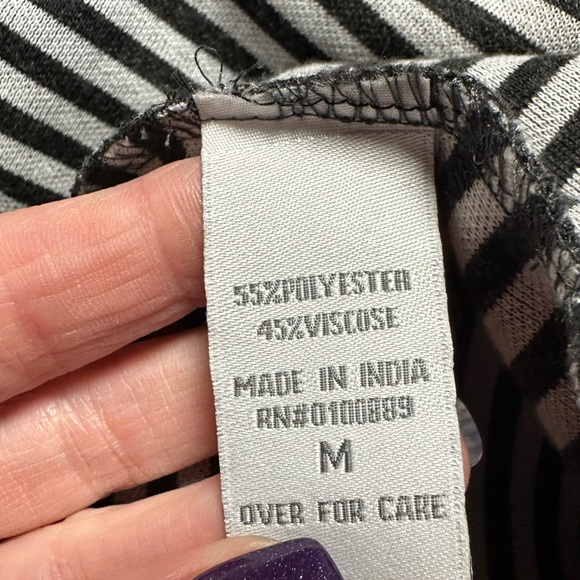 55%POLYESTER
45%VISCOSE
MADE IN INDIA
RN#0100889
M
OVER FOR CARE